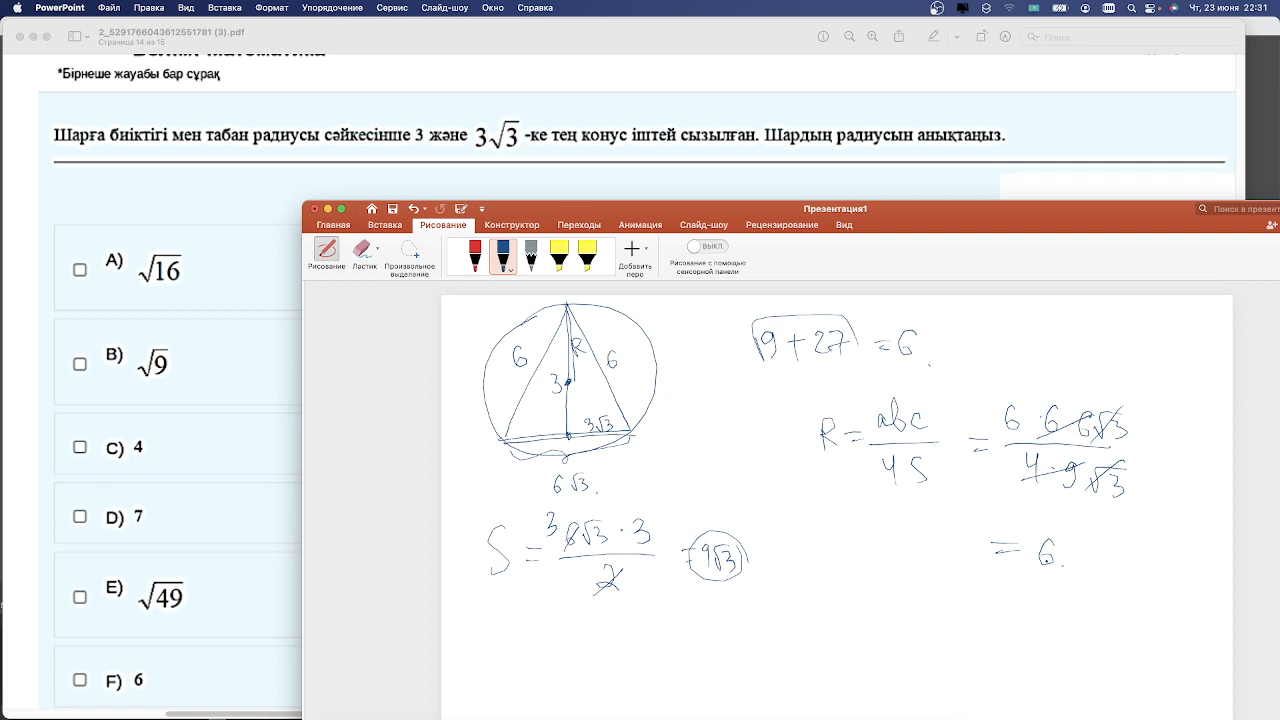 PowerPoint Файл Правка Вид Вставка Формат Упорядочение Сервис Слайд-шоу Окно Справка Чт, 23 июня 22:31
2_5291766043612551781 (3).pdf
Страница 14 из 15
Поиск
*Бірнеше жауабы бар сұрақ
Шарға биіктігі мен табан радиусы сәйкесінше 3 және 3√3 -ке тең конус іштей сызылған. Шардың радиусын анықтаңыз.
A) √16
B) √9
C) 4
D) 7
E) √49
F) 6
Презентация1
Поиск в презент
Главная Вставка Рисование Конструктор Переходы Анимация Слайд-шоу Рецензирование Вид
Рисование Ластик Произвольное выделение Добавить перо ВЫКЛ. Рисование с помощью сенсорной панели
6 R 6
3
3√3
6√3.
√9+27 = 6.
R = abc / 4S = 6 · 6 · 6√3 / 4 · 9√3
= 6.
S = 3 6√3 · 3 / 2 = 9√3